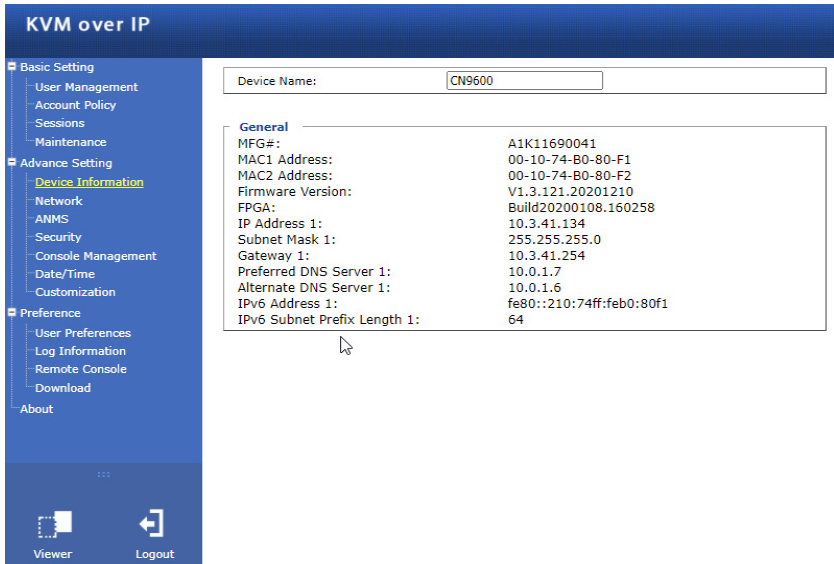 KVM over IP
Basic Setting
User Management
Account Policy
Sessions
Maintenance
Advance Setting
Device Information
Network
ANMS
Security
Console Management
Date/Time
Customization
Preference
User Preferences
Log Information
Remote Console
Download
About
Viewer
Logout
Device Name: CN9600
General
MFG#: A1K11690041
MAC1 Address: 00-10-74-B0-80-F1
MAC2 Address: 00-10-74-B0-80-F2
Firmware Version: V1.3.121.20201210
FPGA: Build20200108.160258
IP Address 1: 10.3.41.134
Subnet Mask 1: 255.255.255.0
Gateway 1: 10.3.41.254
Preferred DNS Server 1: 10.0.1.7
Alternate DNS Server 1: 10.0.1.6
IPv6 Address 1: fe80::210:74ff:feb0:80f1
IPv6 Subnet Prefix Length 1: 64